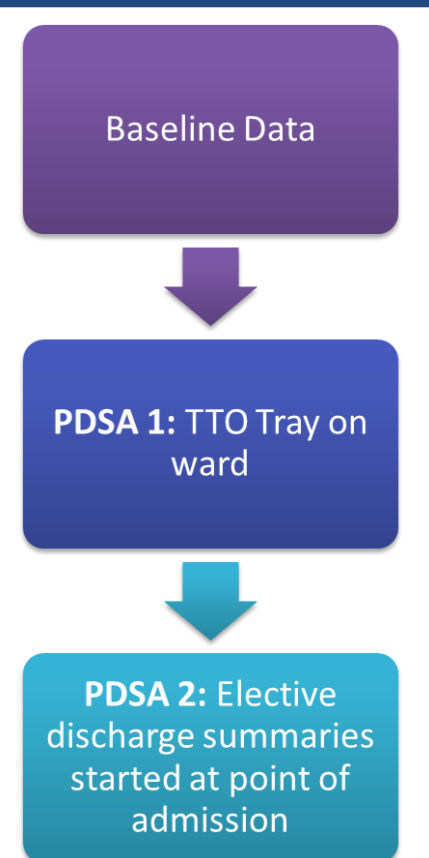 Baseline Data
PDSA 1: TTO Tray on
ward
PDSA 2: Elective
discharge summaries
started at point of
admission